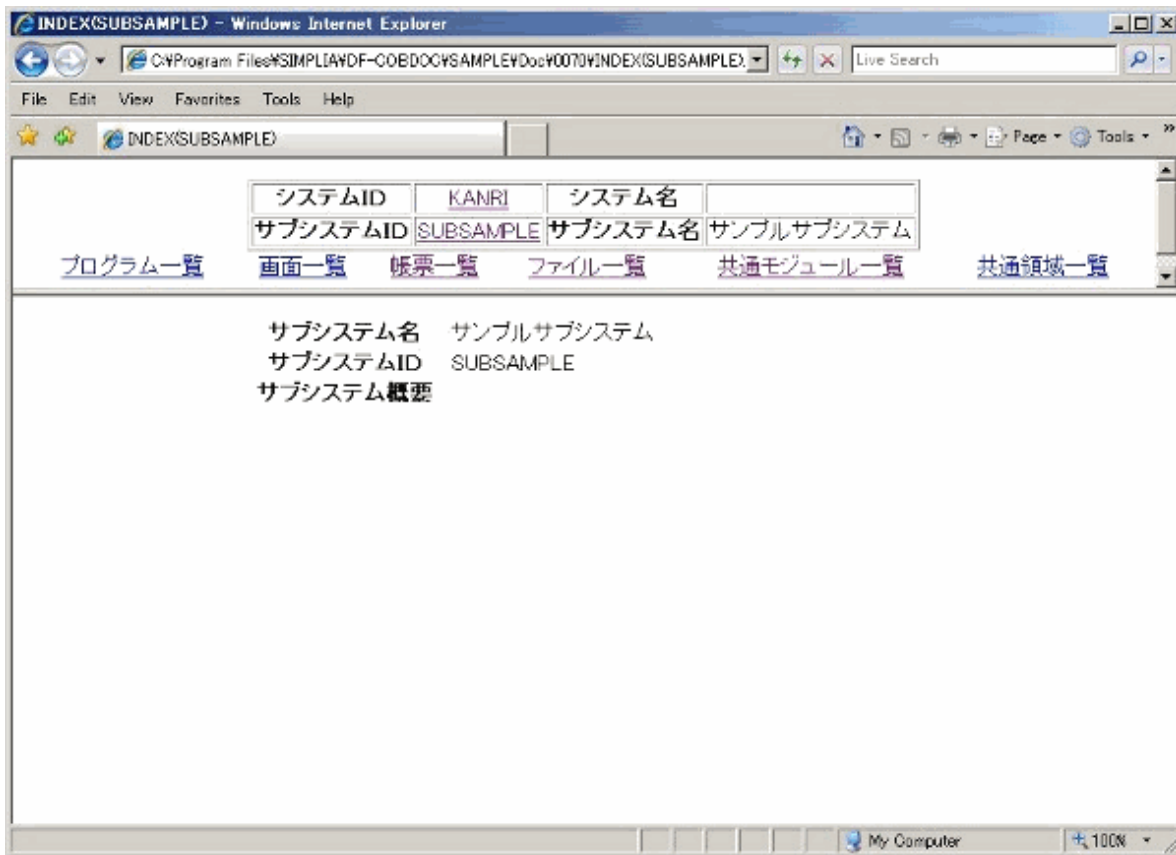 INDEX(SUBSAMPLE) - Windows Internet Explorer
C:¥Program Files¥SIMPLIA¥DF-COBDOC¥SAMPLE¥Doc¥0070¥INDEX(SUBSAMPLE). Live Search
File Edit View Favorites Tools Help
INDEX(SUBSAMPLE) Page Tools
システムID KANRI システム名
サブシステムID SUBSAMPLE サブシステム名 サンプルサブシステム
プログラム一覧 画面一覧 帳票一覧 ファイル一覧 共通モジュール一覧 共通領域一覧
サブシステム名 サンプルサブシステム
サブシステムID SUBSAMPLE
サブシステム概要
My Computer 100%